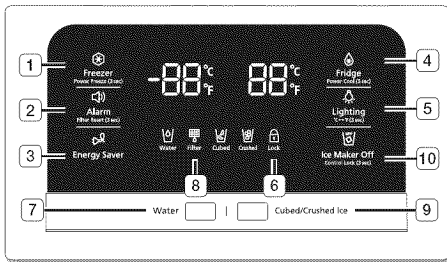 1
Freezer
Power Freeze (3 sec)
2
Alarm
Filter Reset (3 sec)
3
Energy Saver
-88 °C °F
88 °C °F
Water Filter Cubed Crushed Lock
8
6
4
Fridge
Power Cool (3 sec)
5
Lighting
°C ↔ °F (3 sec)
Ice Maker Off
Control Lock (3 sec)
10
7
Water
Cubed/Crushed Ice
9